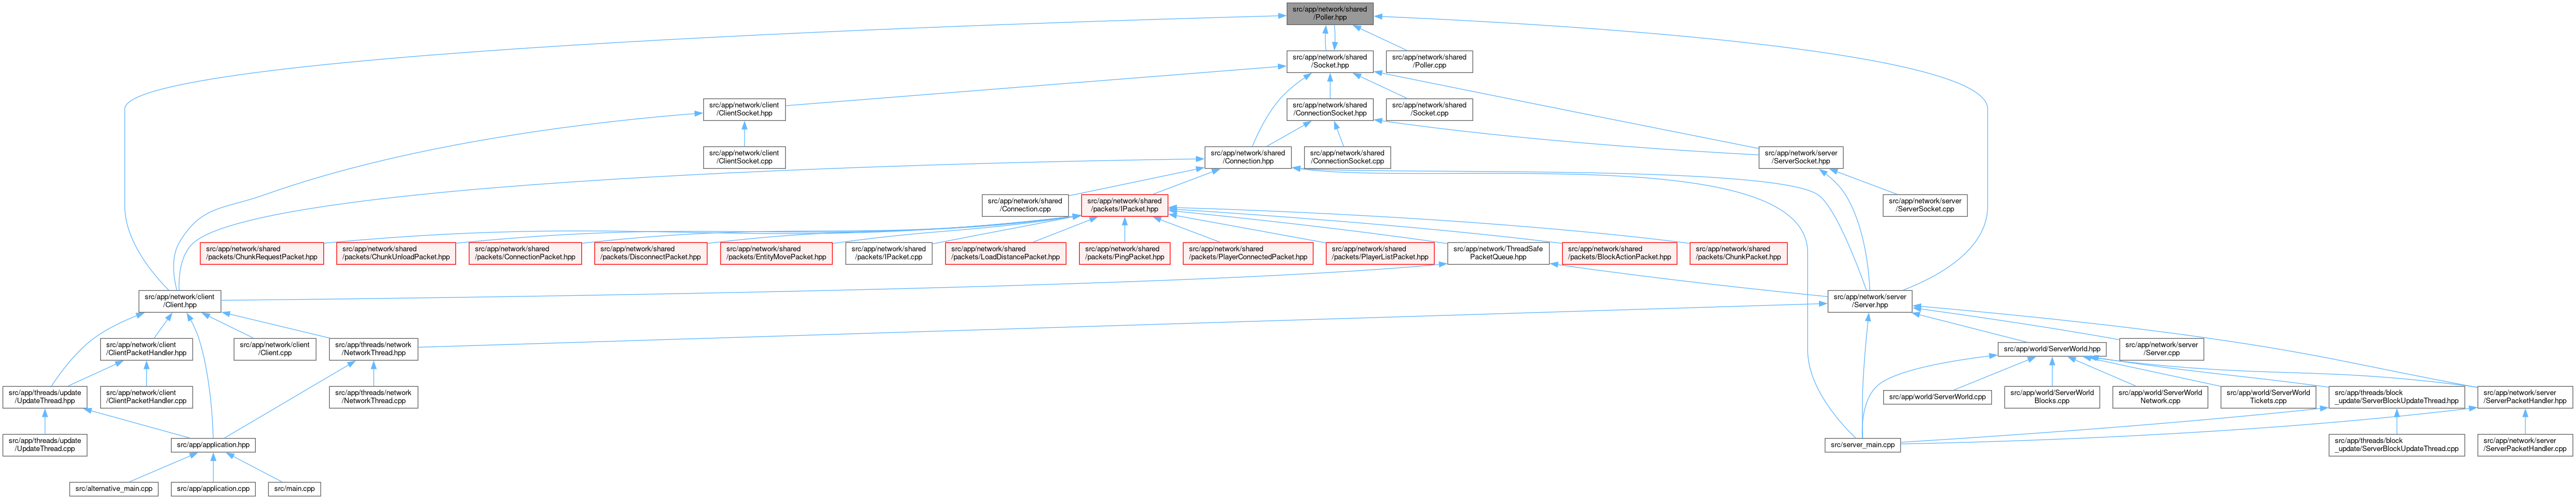 src/app/network/shared
/Poller.hpp
src/app/network/shared
/Socket.hpp
src/app/network/shared
/Poller.cpp
src/app/network/client
/ClientSocket.hpp
src/app/network/shared
/ConnectionSocket.hpp
src/app/network/shared
/Socket.cpp
src/app/network/client
/ClientSocket.cpp
src/app/network/shared
/Connection.hpp
src/app/network/shared
/ConnectionSocket.cpp
src/app/network/server
/ServerSocket.hpp
src/app/network/shared
/Connection.cpp
src/app/network/shared
/packets/IPacket.hpp
src/app/network/server
/ServerSocket.cpp
src/app/network/shared
/packets/ChunkRequestPacket.hpp
src/app/network/shared
/packets/ChunkUnloadPacket.hpp
src/app/network/shared
/packets/ConnectionPacket.hpp
src/app/network/shared
/packets/DisconnectPacket.hpp
src/app/network/shared
/packets/EntityMovePacket.hpp
src/app/network/shared
/packets/IPacket.cpp
src/app/network/shared
/packets/LoadDistancePacket.hpp
src/app/network/shared
/packets/PingPacket.hpp
src/app/network/shared
/packets/PlayerConnectedPacket.hpp
src/app/network/shared
/packets/PlayerListPacket.hpp
src/app/network/ThreadSafe
PacketQueue.hpp
src/app/network/shared
/packets/BlockActionPacket.hpp
src/app/network/shared
/packets/ChunkPacket.hpp
src/app/network/client
/Client.hpp
src/app/network/server
/Server.hpp
src/app/network/client
/ClientPacketHandler.hpp
src/app/network/client
/Client.cpp
src/app/threads/network
/NetworkThread.hpp
src/app/world/ServerWorld.hpp
src/app/network/server
/Server.cpp
src/app/threads/update
/UpdateThread.hpp
src/app/network/client
/ClientPacketHandler.cpp
src/app/threads/network
/NetworkThread.cpp
src/app/world/ServerWorld.cpp
src/app/world/ServerWorld
Blocks.cpp
src/app/world/ServerWorld
Network.cpp
src/app/world/ServerWorld
Tickets.cpp
src/app/threads/block
_update/ServerBlockUpdateThread.hpp
src/app/network/server
/ServerPacketHandler.hpp
src/app/threads/update
/UpdateThread.cpp
src/app/application.hpp
src/server_main.cpp
src/app/threads/block
_update/ServerBlockUpdateThread.cpp
src/app/network/server
/ServerPacketHandler.cpp
src/alternative_main.cpp
src/app/application.cpp
src/main.cpp